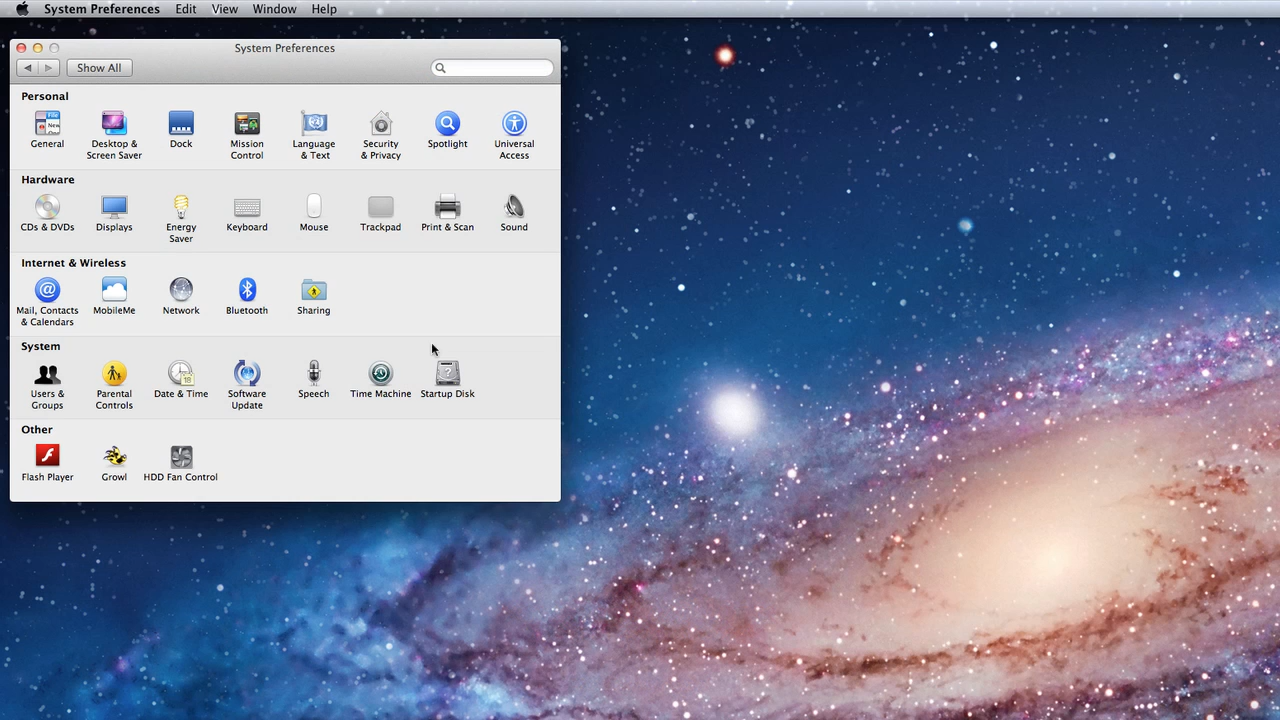 System Preferences Edit View Window Help
System Preferences
Show All
Personal
General Desktop & Screen Saver Dock Mission Control Language & Text Security & Privacy Spotlight Universal Access
Hardware
CDs & DVDs Displays Energy Saver Keyboard Mouse Trackpad Print & Scan Sound
Internet & Wireless
Mail, Contacts & Calendars MobileMe Network Bluetooth Sharing
System
Users & Groups Parental Controls Date & Time Software Update Speech Time Machine Startup Disk
Other
Flash Player Growl HDD Fan Control